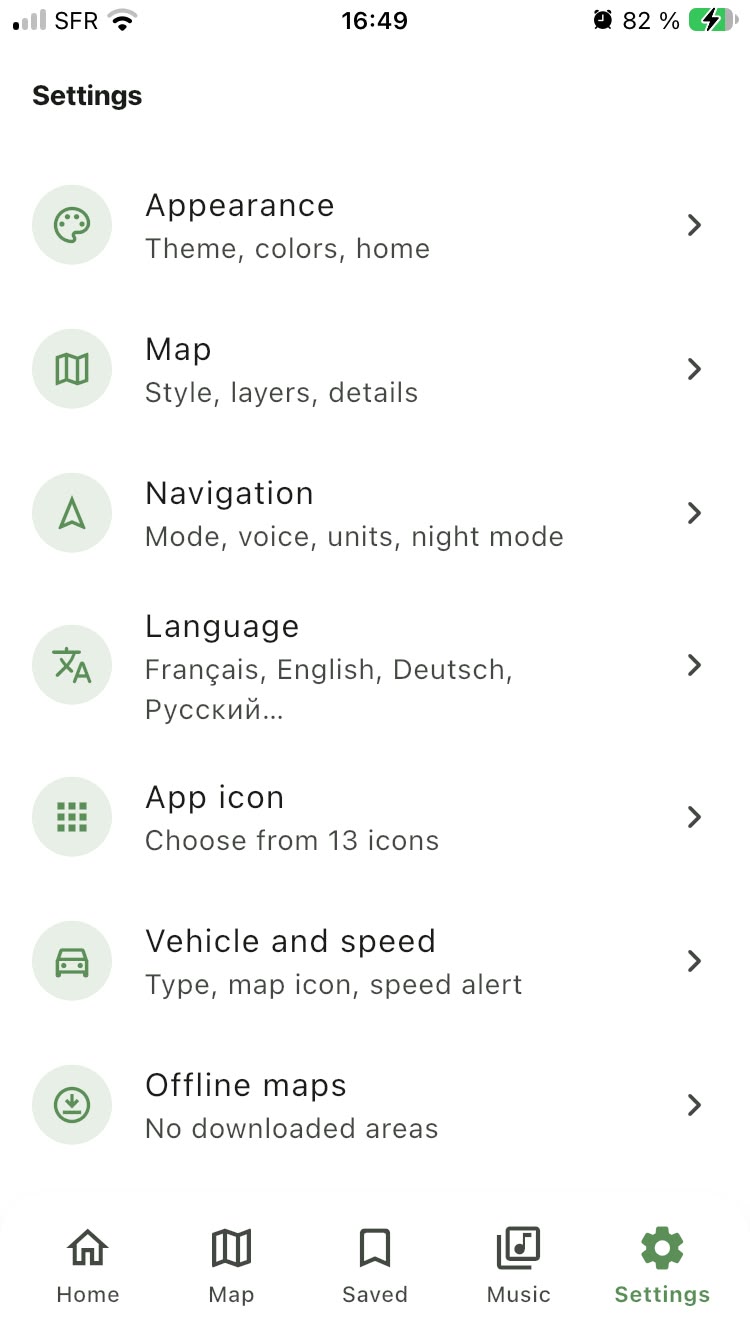 SFR 16:49 82 %
Settings
Appearance
Theme, colors, home
Map
Style, layers, details
Navigation
Mode, voice, units, night mode
Language
Français, English, Deutsch,
Русский...
App icon
Choose from 13 icons
Vehicle and speed
Type, map icon, speed alert
Offline maps
No downloaded areas
Home Map Saved Music Settings